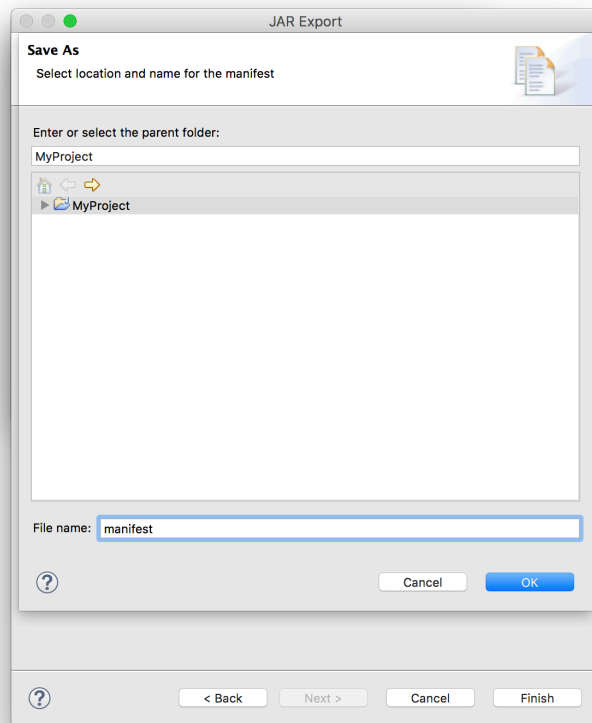 JAR Export
Save As
Select location and name for the manifest
Enter or select the parent folder:
MyProject
MyProject
File name: manifest
? Cancel OK
? < Back Next > Cancel Finish